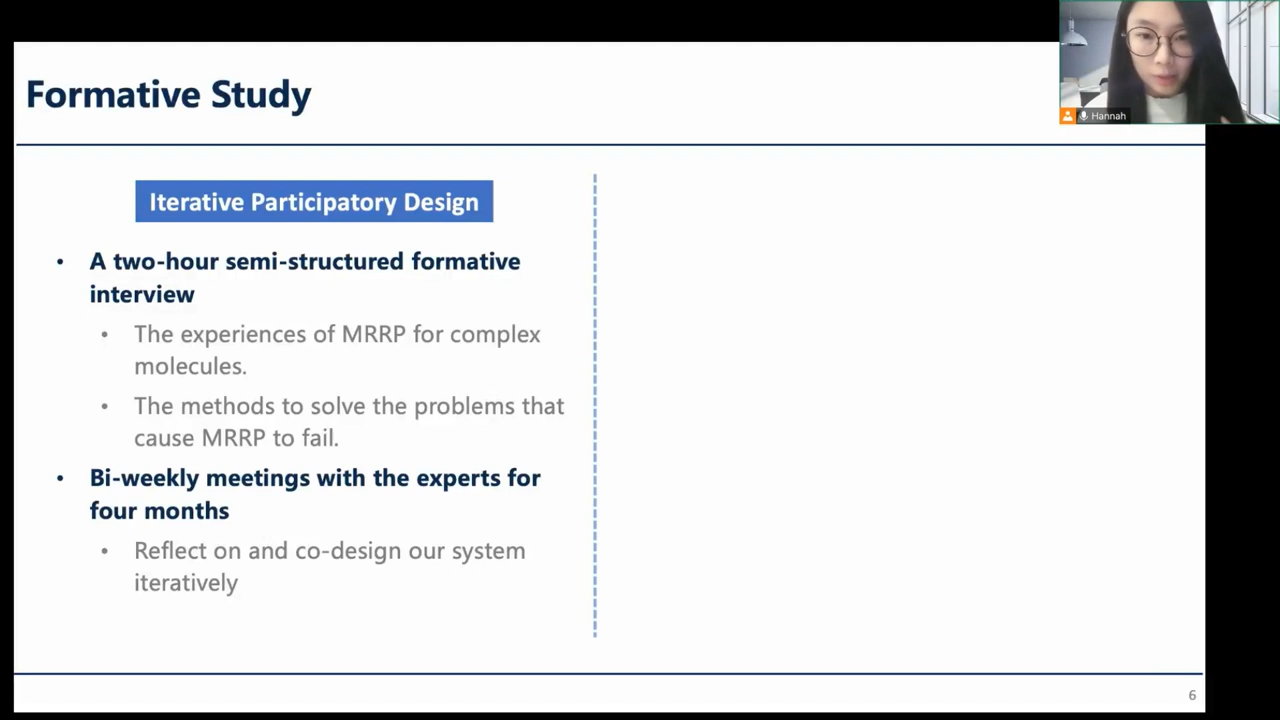 Formative Study
Hannah
Iterative Participatory Design
• A two-hour semi-structured formative
interview
• The experiences of MRRP for complex
molecules.
• The methods to solve the problems that
cause MRRP to fail.
• Bi-weekly meetings with the experts for
four months
• Reflect on and co-design our system
iteratively
6